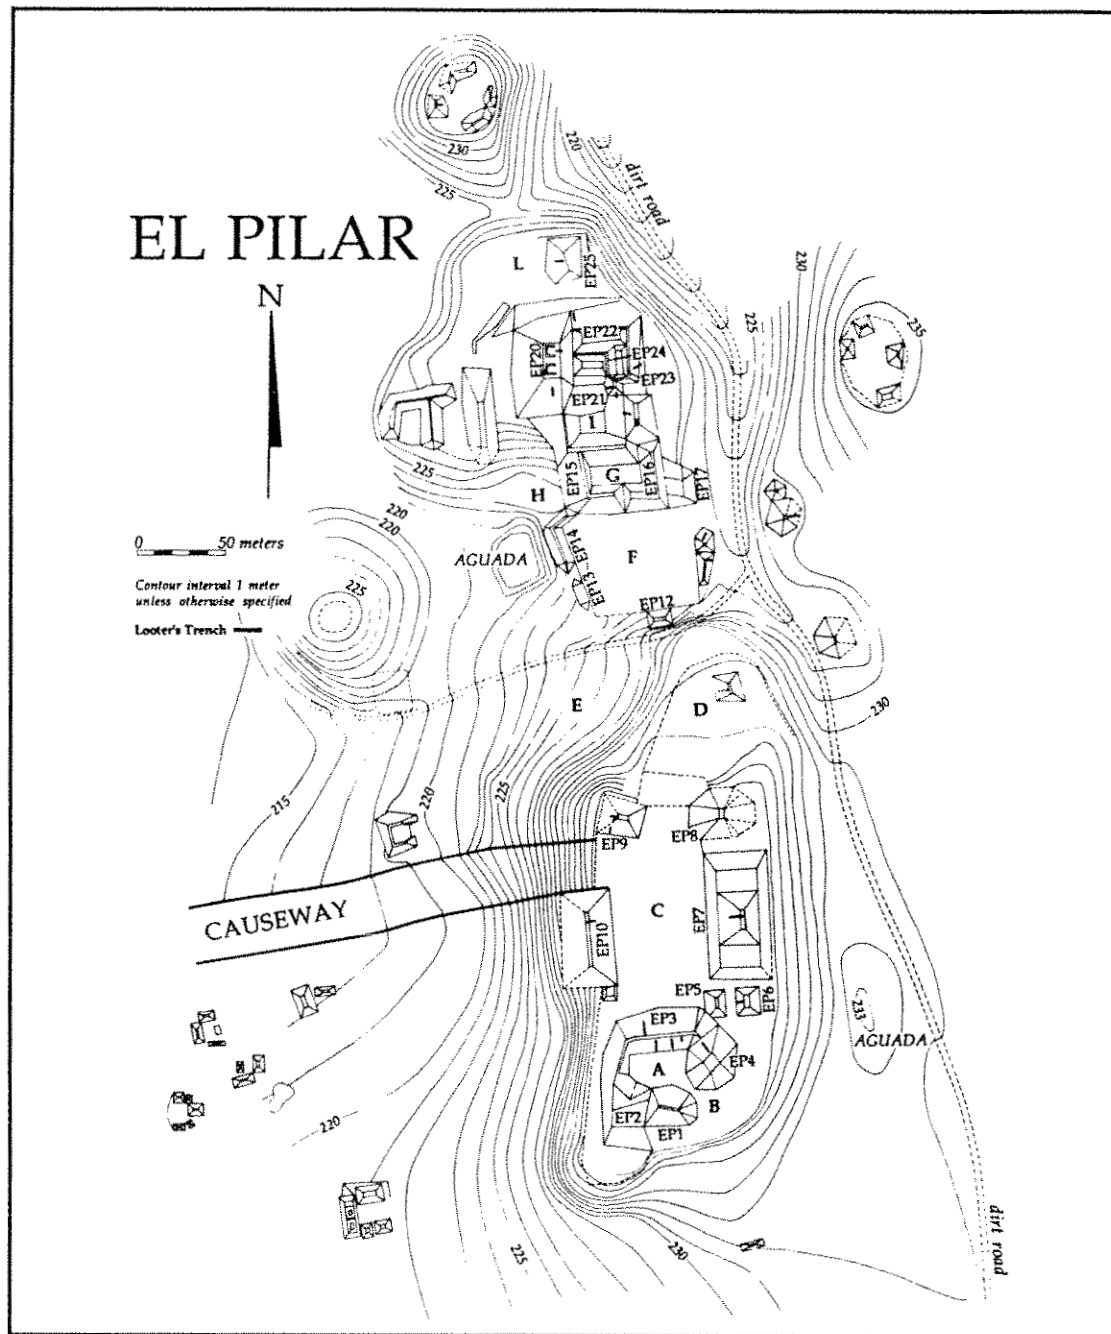 230
225
220
dirt road
EL PILAR
N
L
EP25
230
225
235
EP22
EP20
EP24
EP23
EP21
I
225
EP15
G
EP16
EP17
H
220
220
0 50 meters
AGUADA
EP14
F
225
Contour interval 1 meter
unless otherwise specified
EP13
EP12
Looter's Trench
E
D
230
215
220
225
EP9
EP8
CAUSEWAY
C
EP7
EP10
EP5
EP6
233
EP3
AGUADA
A
EP4
B
EP2
EP1
220
225
230
dirt road